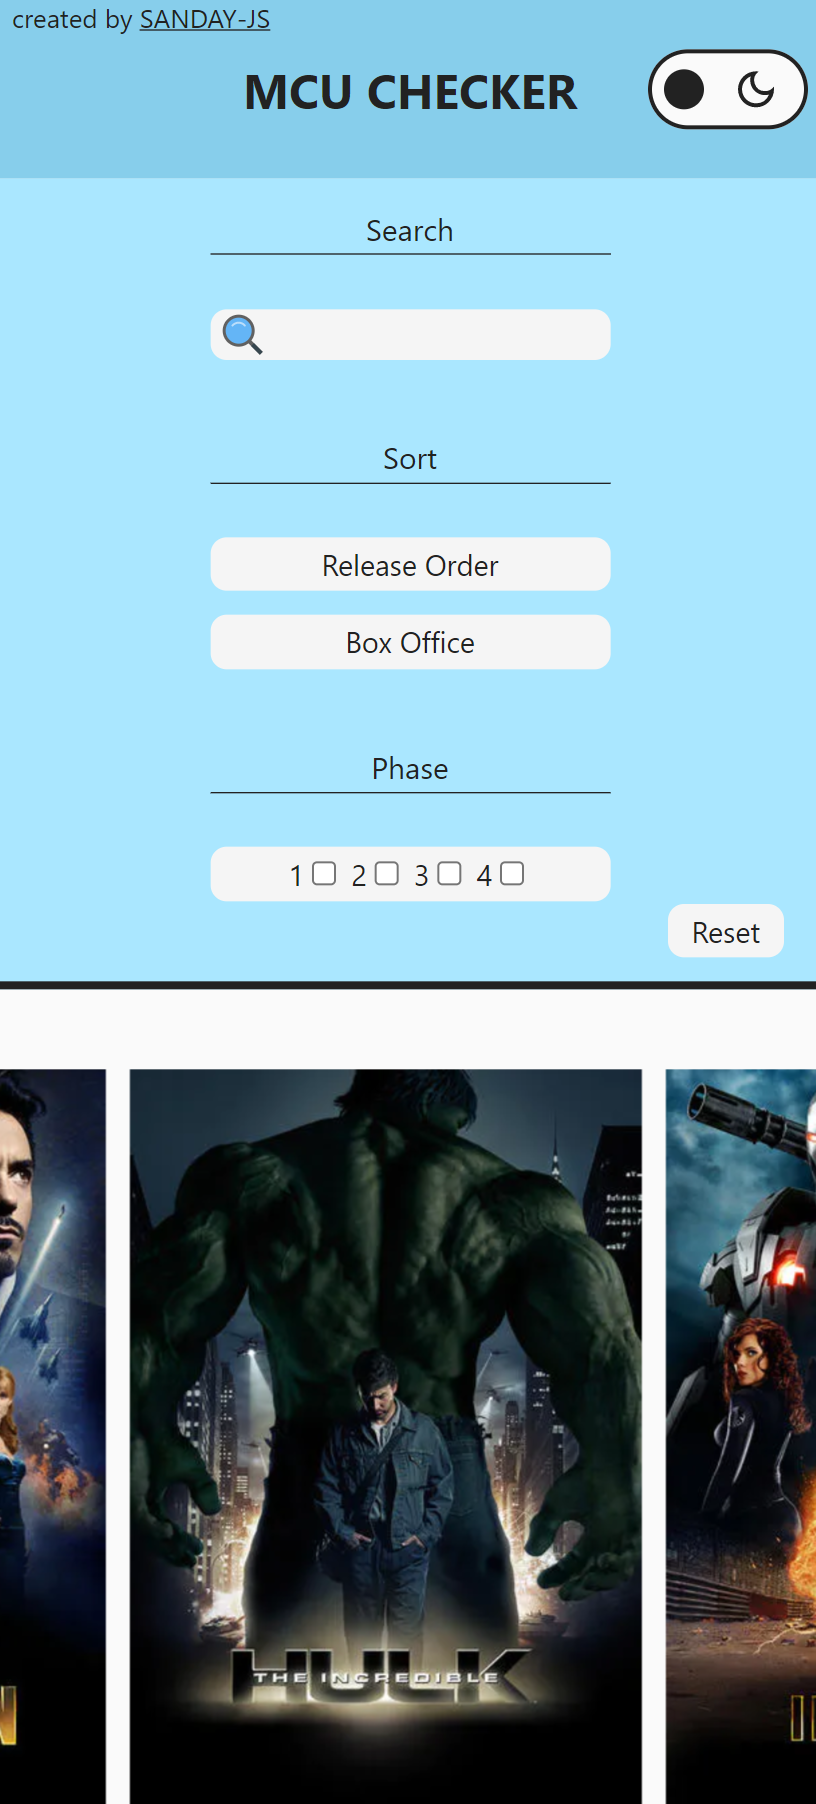 created by SANDAY-JS
MCU CHECKER
Search
Sort
Release Order
Box Office
Phase
1 2 3 4
Reset
THE INCREDIBLE
HULK
N
I